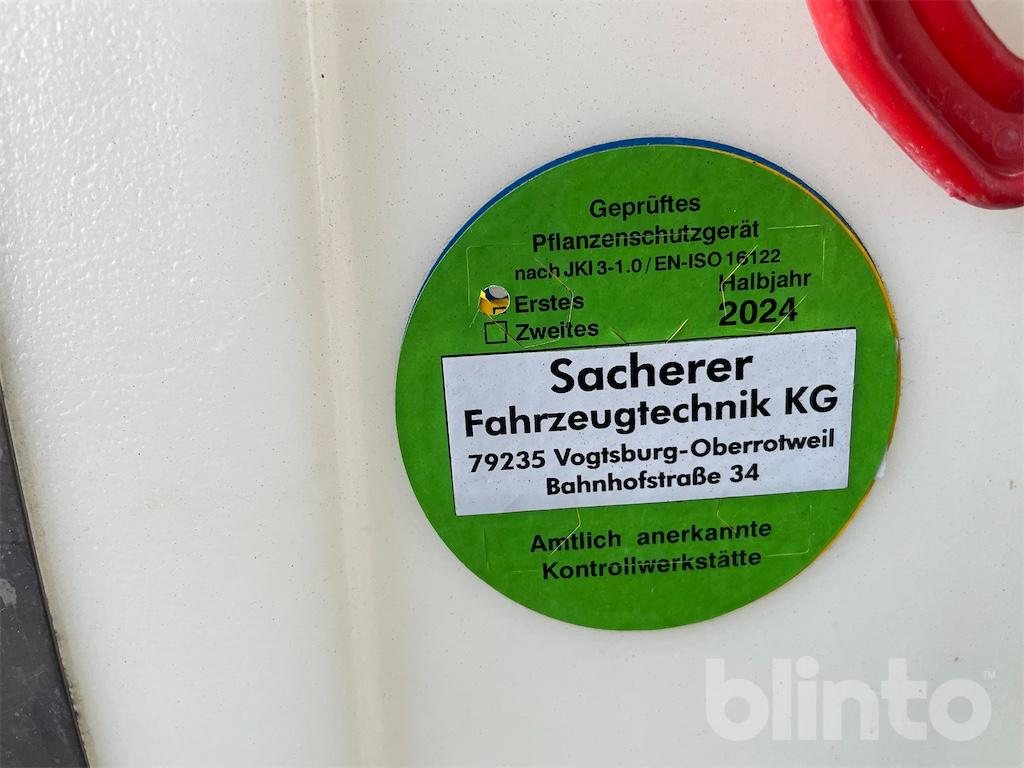 Geprüftes
Pflanzenschutzgerät
nach JKI 3-1.0 / EN-ISO 16122
Halbjahr
Erstes
2024
Zweites
Sacherer
Fahrzeugtechnik KG
79235 Vogtsburg-Oberrotweil
Bahnhofstraße 34
Amtlich anerkannte
Kontrollwerkstätte
blinto™